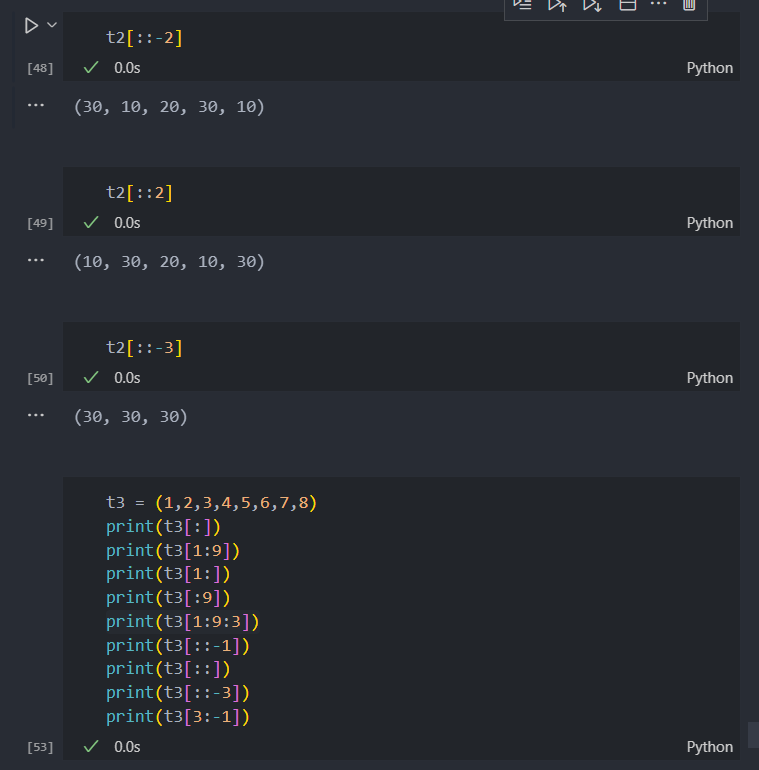 t2[::-2]
[48]
0.0s
Python
... (30, 10, 20, 30, 10)
t2[::2]
[49]
0.0s
Python
... (10, 30, 20, 10, 30)
t2[::-3]
[50]
0.0s
Python
... (30, 30, 30)
t3 = (1,2,3,4,5,6,7,8)
print(t3[:])
print(t3[1:9])
print(t3[1:])
print(t3[:9])
print(t3[1:9:3])
print(t3[::-1])
print(t3[::])
print(t3[::-3])
print(t3[3:-1])
[53]
0.0s
Python